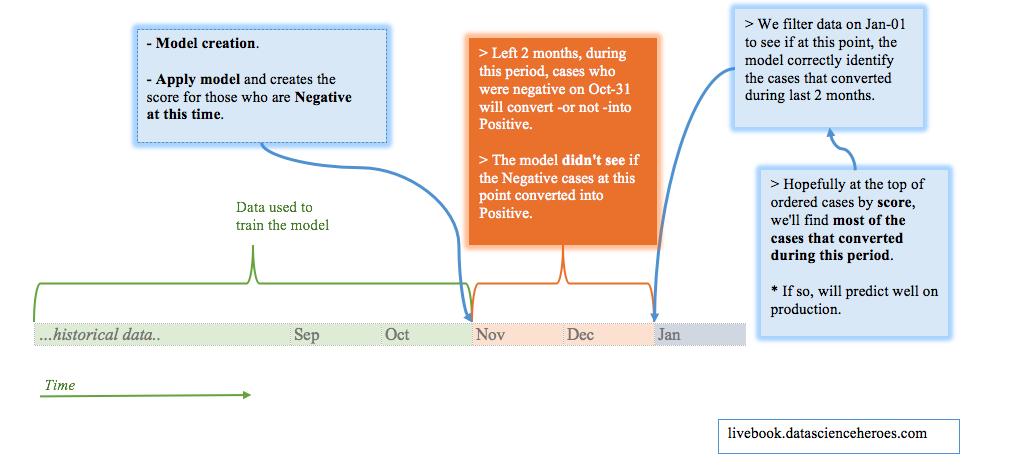 - Model creation.
- Apply model and creates the
score for those who are Negative
at this time.
> Left 2 months, during
this period, cases who
were negative on Oct-31
will convert -or not -into
Positive.
> The model didn't see if
the Negative cases at this
point converted into
Positive.
> We filter data on Jan-01
to see if at this point, the
model correctly identify
the cases that converted
during last 2 months.
> Hopefully at the top of
ordered cases by score,
we'll find most of the
cases that converted
during this period.
* If so, will predict well on
production.
Data used to
train the model
...historical data..
Sep
Oct
Nov
Dec
Jan
Time
livebook.datascienceheroes.com